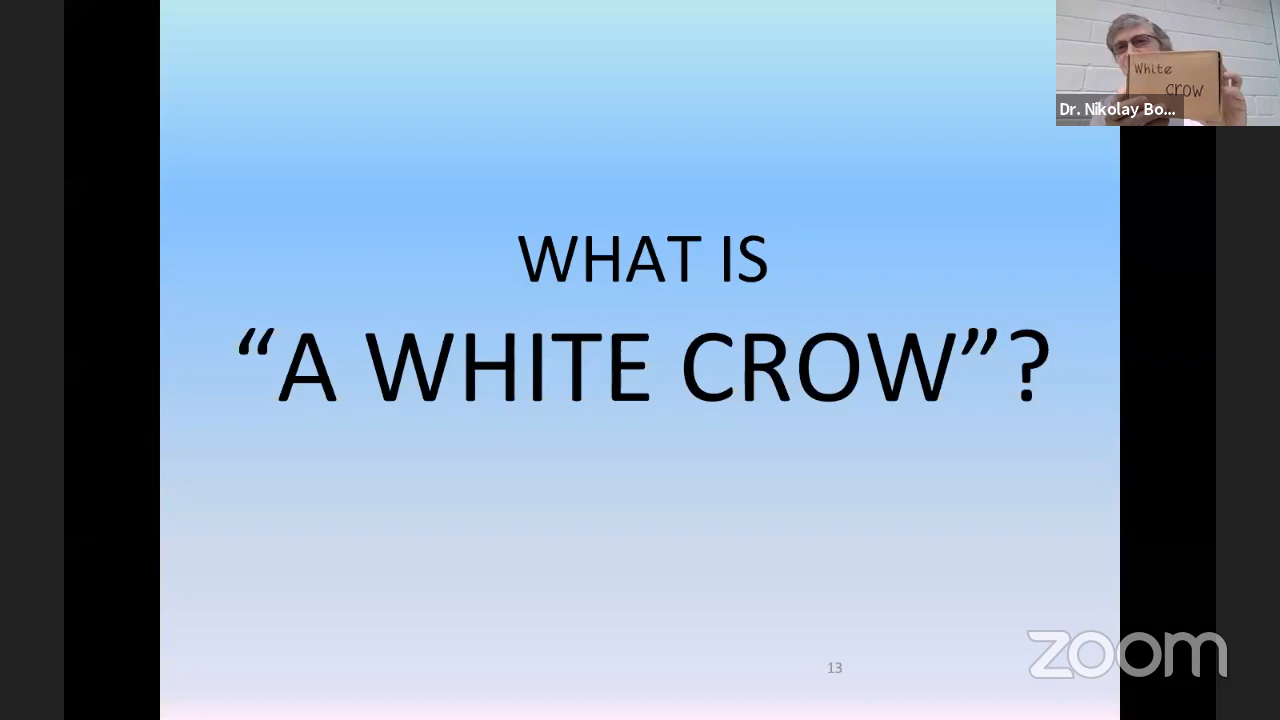 WHAT IS
“A WHITE CROW”?
White
crow
Dr. Nikolay Bo...
13
zoom